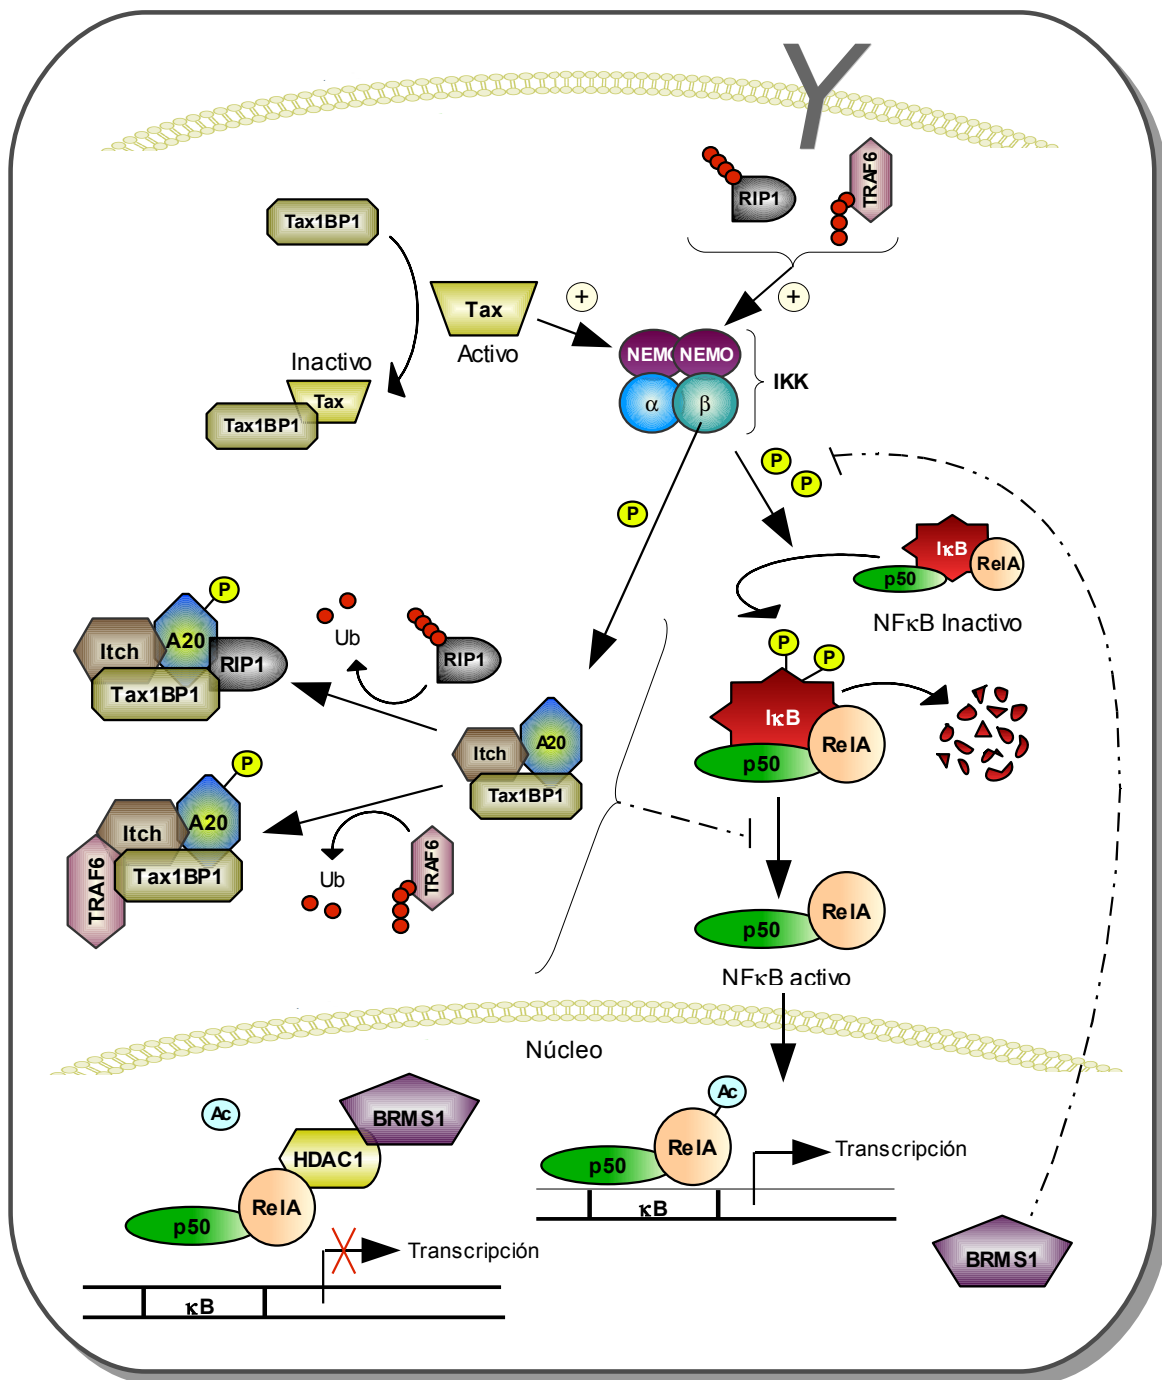 RIP1
TRAF6
Tax1BP1
Tax
+
+
Activo
NEMO
NEMO
IKK
α
β
Inactivo
Tax
Tax1BP1
P
P
P
IκB
RelA
p50
NFκB Inactivo
P
A20
Itch
RIP1
Tax1BP1
Ub
RIP1
P
P
IκB
RelA
p50
A20
Itch
Tax1BP1
P
A20
Itch
Tax1BP1
TRAF6
Ub
TRAF6
RelA
p50
NFκB activo
Núcleo
Ac
BRMS1
HDAC1
RelA
p50
Transcripción
κB
Ac
RelA
p50
Transcripción
κB
BRMS1